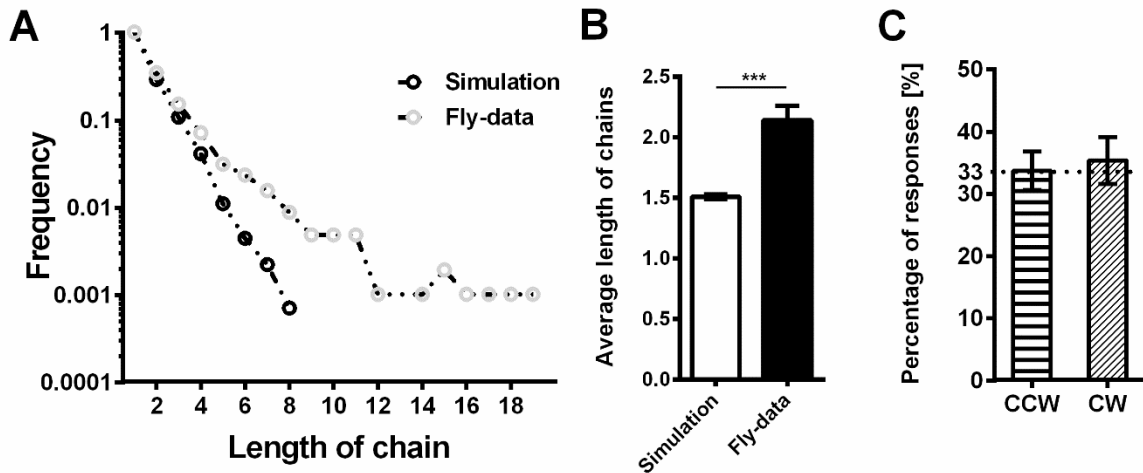 A
Frequency
1
0.1
0.01
0.001
0.0001
2 4 6 8 10 12 14 16 18
Length of chain
Simulation
Fly-data
B
Average length of chains
2.5
2.0
1.5
1.0
0.5
0.0
***
Simulation
Fly-data
C
Percentage of responses [%]
50
40
33
30
20
10
0
CCW CW